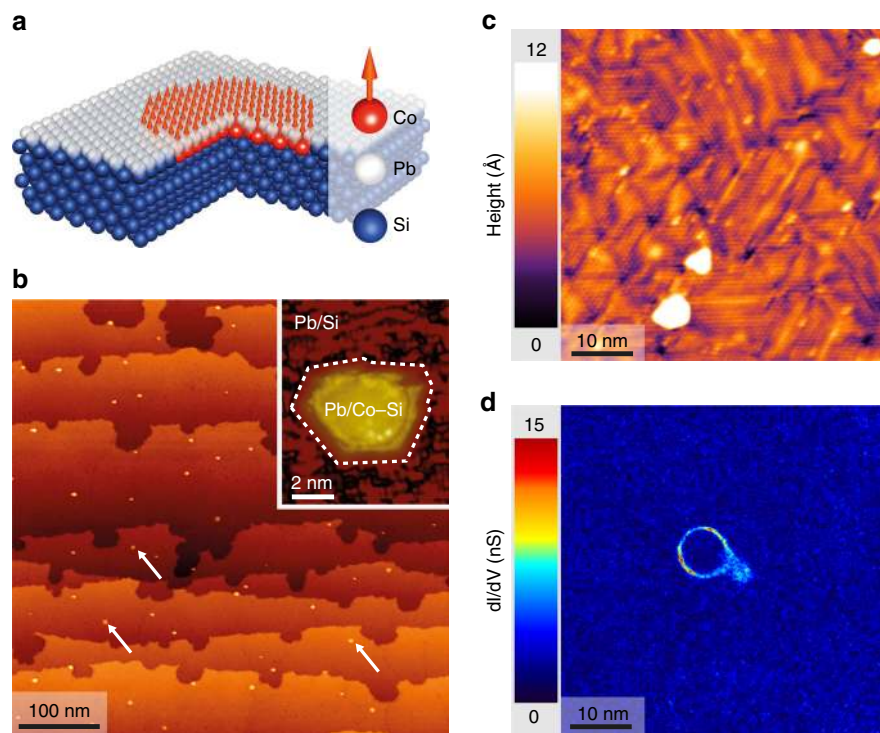 a
Co
Pb
Si
b
Pb/Si
Pb/Co–Si
2 nm
100 nm
c
12
Height (Å)
0
10 nm
d
15
dI/dV (nS)
0
10 nm